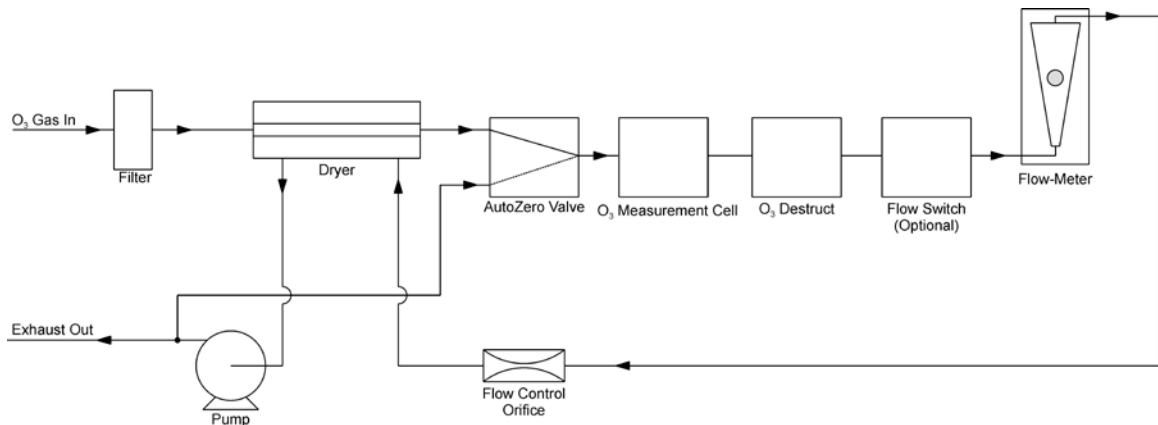 O₃ Gas In
Filter
Dryer
AutoZero Valve
O₃ Measurement Cell
O₃ Destruct
Flow Switch
(Optional)
Flow-Meter
Exhaust Out
Pump
Flow Control
Orifice